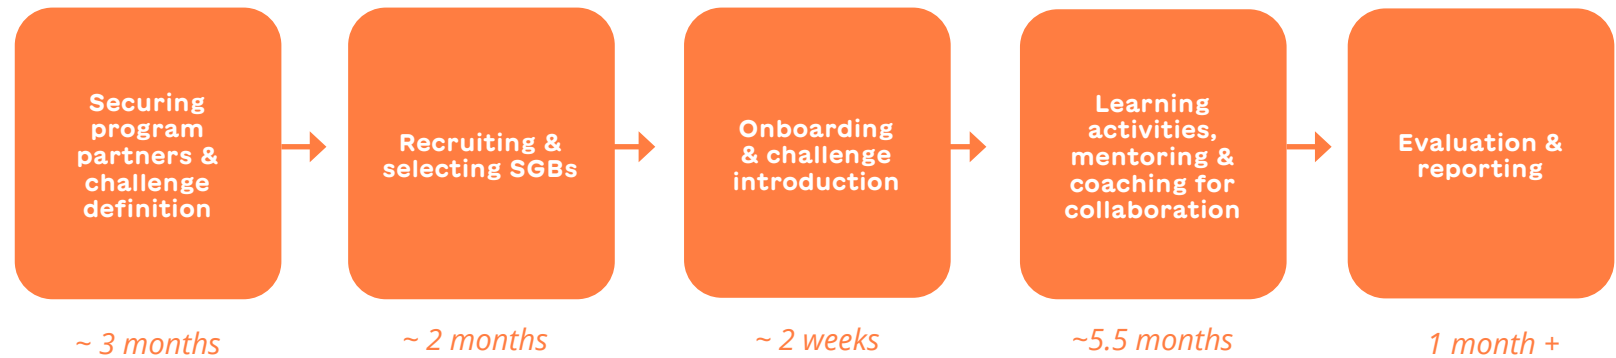 Securing
program
partners &
challenge
definition
Recruiting &
selecting SGBs
Onboarding
& challenge
introduction
Learning
activities,
mentoring &
coaching for
collaboration
Evaluation &
reporting
~ 3 months
~ 2 months
~ 2 weeks
~5.5 months
1 month +